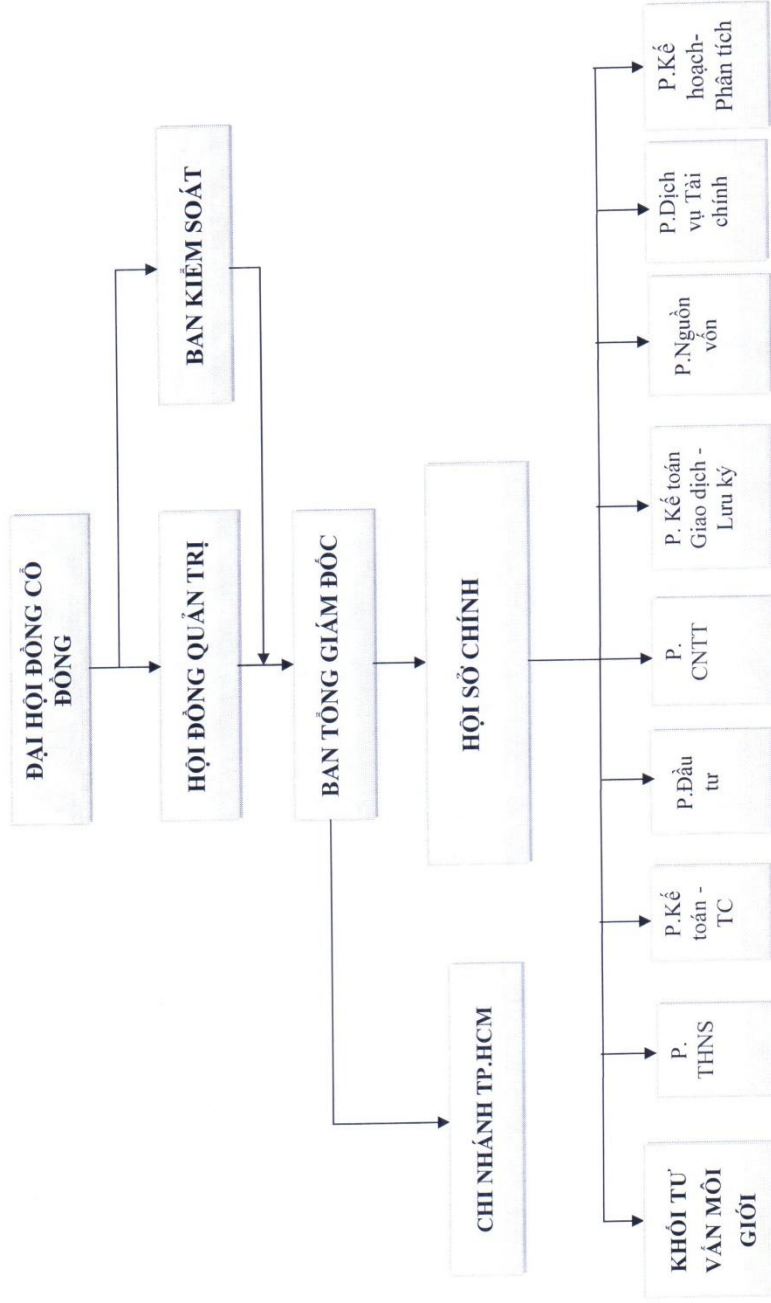 ĐẠI HỘI ĐỒNG CỔ
ĐÔNG
HỘI ĐỒNG QUẢN TRỊ
BAN KIỂM SOÁT
BAN TỔNG GIÁM ĐỐC
CHI NHÁNH TP.HCM
HỘI SỞ CHÍNH
KHỐI TƯ
VẤN MÔI
GIỚI
P.
THNS
P.Kế
toán -
TC
P.Đầu
tư
P.
CNTT
P. Kế toán
Giao dịch -
Lưu ký
P.Nguồn
vốn
P.Dịch
vụ Tài
chính
P.Kế
hoạch-
Phân tích